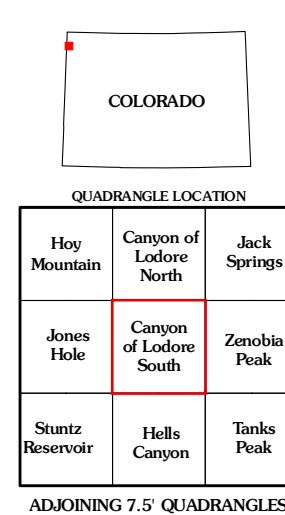 COLORADO
QUADRANGLE LOCATION
Hoy
Mountain
Canyon of
Lodore
North
Jack
Springs
Jones
Hole
Canyon
of Lodore
South
Zenobia
Peak
Stuntz
Reservoir
Hells
Canyon
Tanks
Peak
ADJOINING 7.5' QUADRANGLES